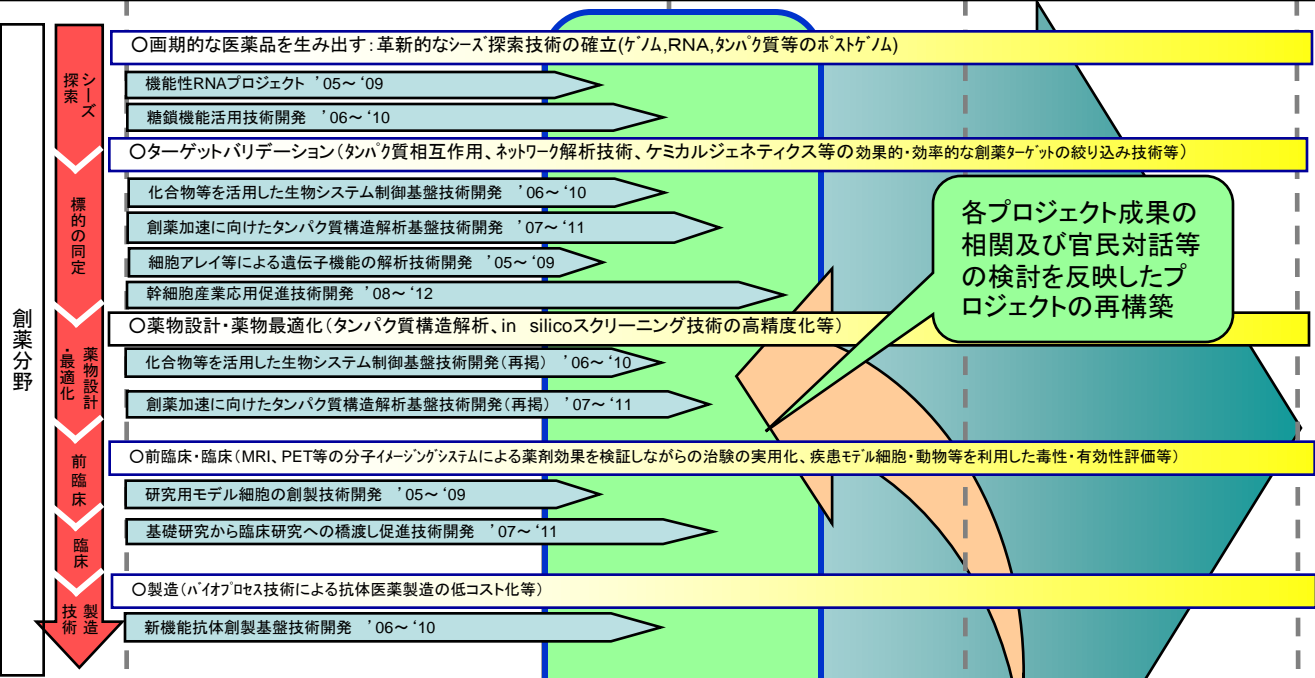 創薬分野
シーズ
探索
〇画期的な医薬品を生み出す：革新的なシーズ探索技術の確立(ｹﾞﾉﾑ,RNA,ﾀﾝﾊﾟｸ質等のﾎﾟｽﾄｹﾞﾉﾑ)
機能性RNAプロジェクト ’05～‘09
糖鎖機能活用技術開発 ’06～‘10
標的の同定
〇ターゲットバリデーション（ﾀﾝﾊﾟｸ質相互作用、ﾈｯﾄﾜｰｸ解析技術、ケミカルジェネティクス等の効果的・効率的な創薬ﾀｰｹﾞｯﾄの絞り込み技術等）
化合物等を活用した生物システム制御基盤技術開発 ’06～‘10
創薬加速に向けたタンパク質構造解析基盤技術開発 ’07～‘11
細胞アレイ等による遺伝子機能の解析技術開発 ’05～‘09
幹細胞産業応用促進技術開発 ’08～‘12
薬物設計
・最適化
〇薬物設計・薬物最適化（タンパク質構造解析、in silicoスクリーニング技術の高精度化等）
化合物等を活用した生物システム制御基盤技術開発（再掲） ’06～‘10
創薬加速に向けたタンパク質構造解析基盤技術開発（再掲） ’07～‘11
各プロジェクト成果の
相関及び官民対話等
の検討を反映したプ
ロジェクトの再構築
前臨床
〇前臨床・臨床（MRI、PET等の分子ｲﾒｰｼﾞﾝｸﾞｼｽﾃﾑによる薬剤効果を検証しながらの治験の実用化、疾患ﾓﾃﾞﾙ細胞・動物等を利用した毒性・有効性評価等）
研究用モデル細胞の創製技術開発 ’05～‘09
臨床
基礎研究から臨床研究への橋渡し促進技術開発 ’07～‘11
製造
技術
〇製造（ﾊﾞｲｵﾌﾟﾛｾｽ技術による抗体医薬製造の低コスト化等）
新機能抗体創製基盤技術開発 ’06～‘10